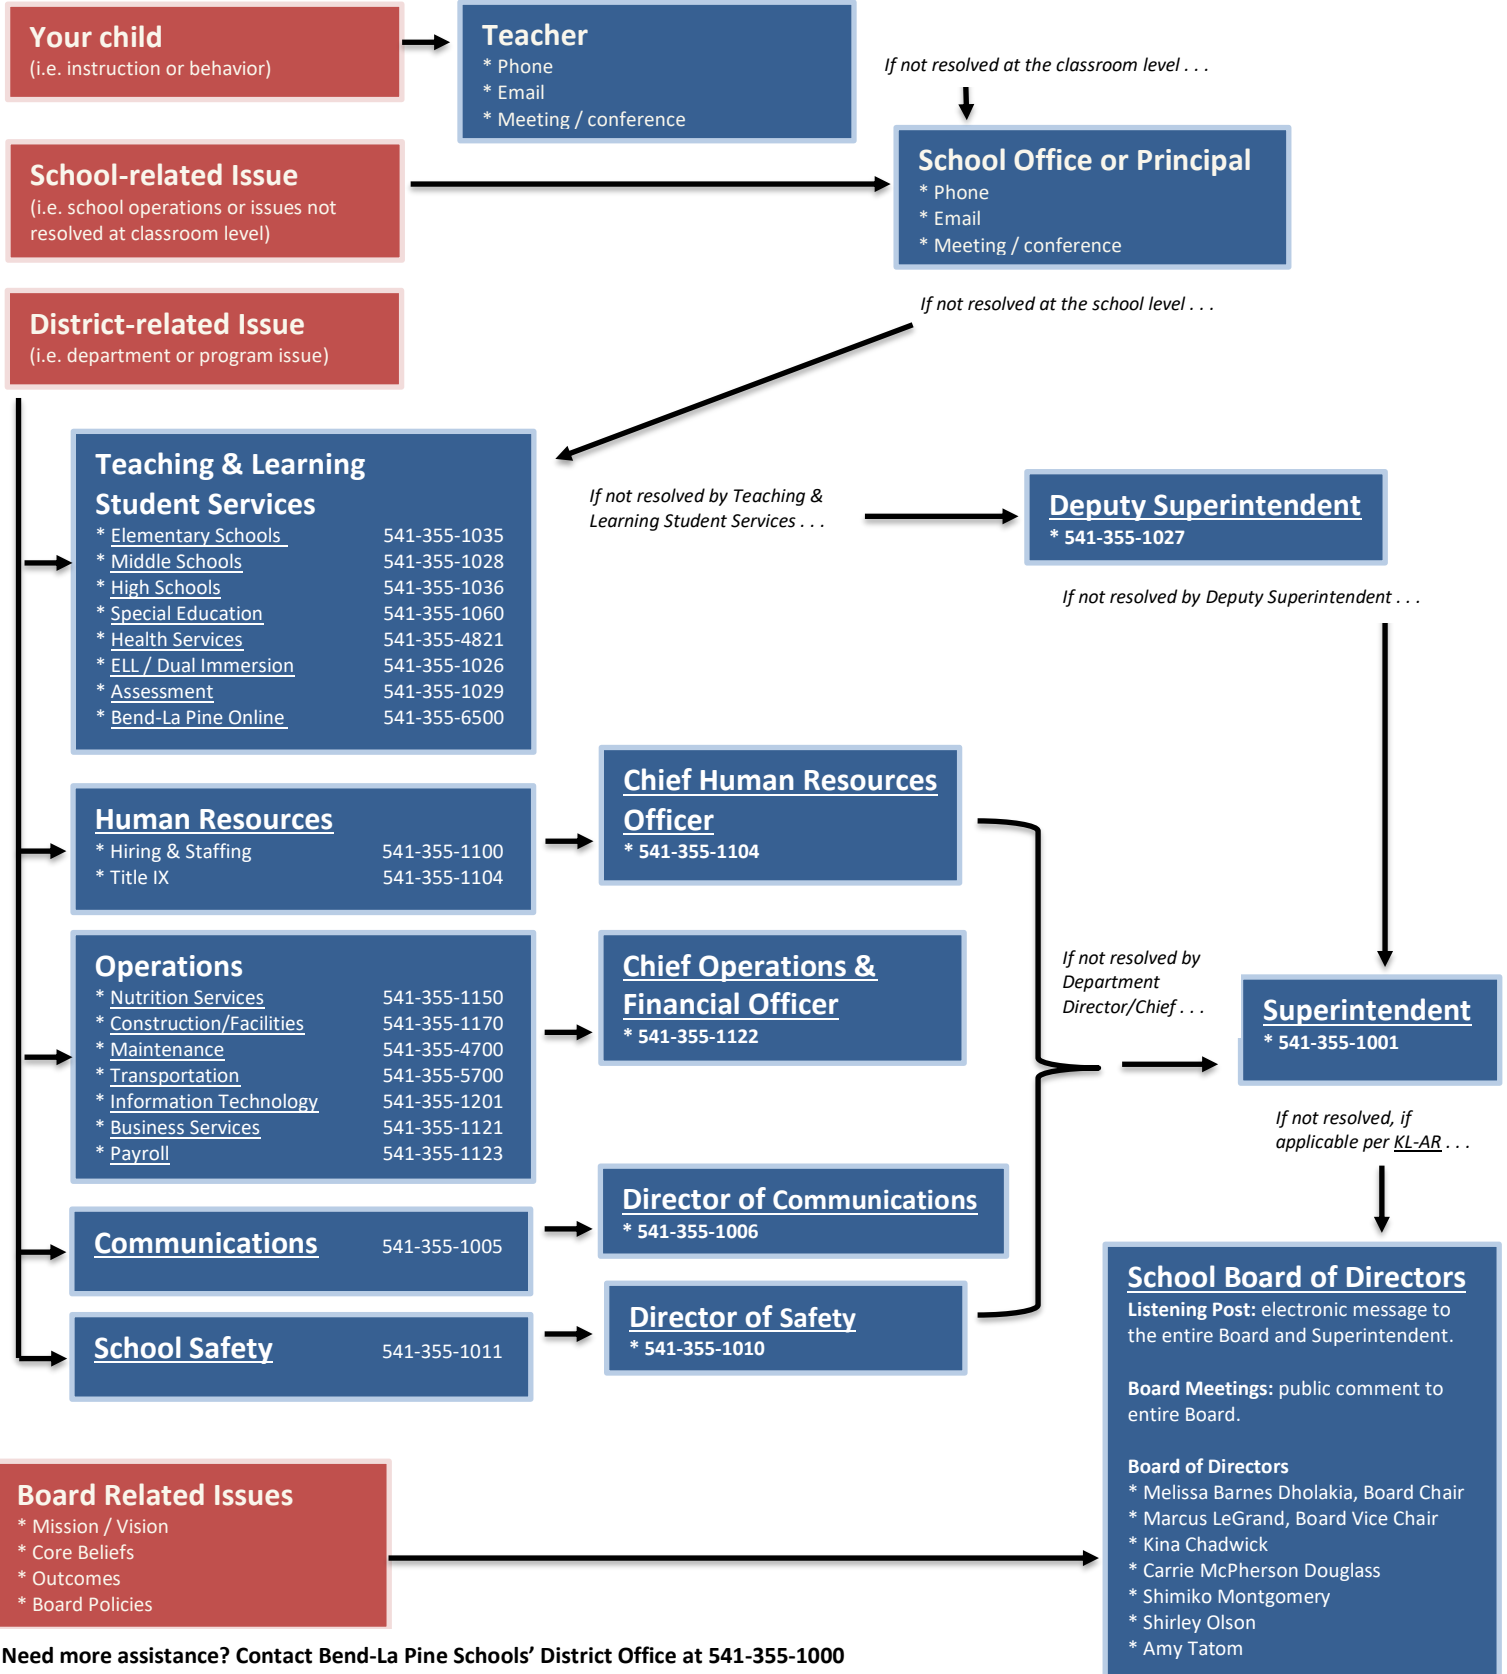 Your child
(i.e. instruction or behavior)
Teacher
* Phone
* Email
* Meeting / conference
If not resolved at the classroom level . . .
School-related Issue
(i.e. school operations or issues not
resolved at classroom level)
School Office or Principal
* Phone
* Email
* Meeting / conference
If not resolved at the school level . . .
District-related Issue
(i.e. department or program issue)
Teaching & Learning
Student Services
* Elementary Schools 541-355-1035
* Middle Schools 541-355-1028
* High Schools 541-355-1036
* Special Education 541-355-1060
* Health Services 541-355-4821
* ELL / Dual Immersion 541-355-1026
* Assessment 541-355-1029
* Bend-La Pine Online 541-355-6500
If not resolved by Teaching &
Learning Student Services . . .
Deputy Superintendent
* 541-355-1027
If not resolved by Deputy Superintendent . . .
Human Resources
* Hiring & Staffing 541-355-1100
* Title IX 541-355-1104
Chief Human Resources
Officer
* 541-355-1104
Operations
* Nutrition Services 541-355-1150
* Construction/Facilities 541-355-1170
* Maintenance 541-355-4700
* Transportation 541-355-5700
* Information Technology 541-355-1201
* Business Services 541-355-1121
* Payroll 541-355-1123
Chief Operations &
Financial Officer
* 541-355-1122
If not resolved by
Department
Director/Chief . . .
Superintendent
* 541-355-1001
If not resolved, if
applicable per KL-AR . . .
Communications 541-355-1005
Director of Communications
* 541-355-1006
School Safety 541-355-1011
Director of Safety
* 541-355-1010
School Board of Directors
Listening Post: electronic message to
the entire Board and Superintendent.
Board Meetings: public comment to
entire Board.
Board of Directors
* Melissa Barnes Dholakia, Board Chair
* Marcus LeGrand, Board Vice Chair
* Kina Chadwick
* Carrie McPherson Douglass
* Shimiko Montgomery
* Shirley Olson
* Amy Tatom
Board Related Issues
* Mission / Vision
* Core Beliefs
* Outcomes
* Board Policies
Need more assistance? Contact Bend-La Pine Schools’ District Office at 541-355-1000